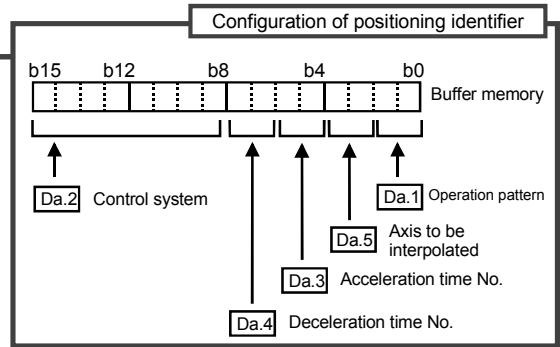 Configuration of positioning identifier
b15 b12 b8 b4 b0
Buffer memory
Da.2 Control system
Da.1 Operation pattern
Da.5 Axis to be
interpolated
Da.3 Acceleration time No.
Da.4 Deceleration time No.